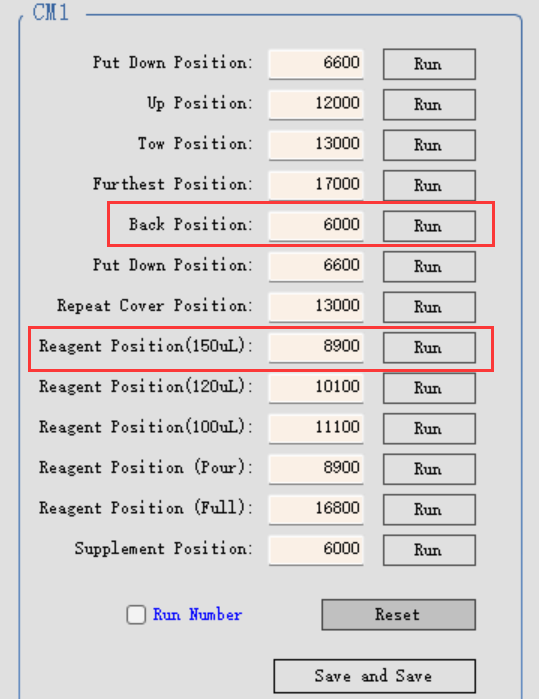 CM1
Put Down Position: 6600 Run
Up Position: 12000 Run
Tow Position: 13000 Run
Furthest Position: 17000 Run
Back Position: 6000 Run
Put Down Position: 6600 Run
Repeat Cover Position: 13000 Run
Reagent Position(150uL): 8900 Run
Reagent Position(120uL): 10100 Run
Reagent Position(100uL): 11100 Run
Reagent Position (Pour): 8900 Run
Reagent Position (Full): 16800 Run
Supplement Position: 6000 Run
Run Number Reset
Save and Save